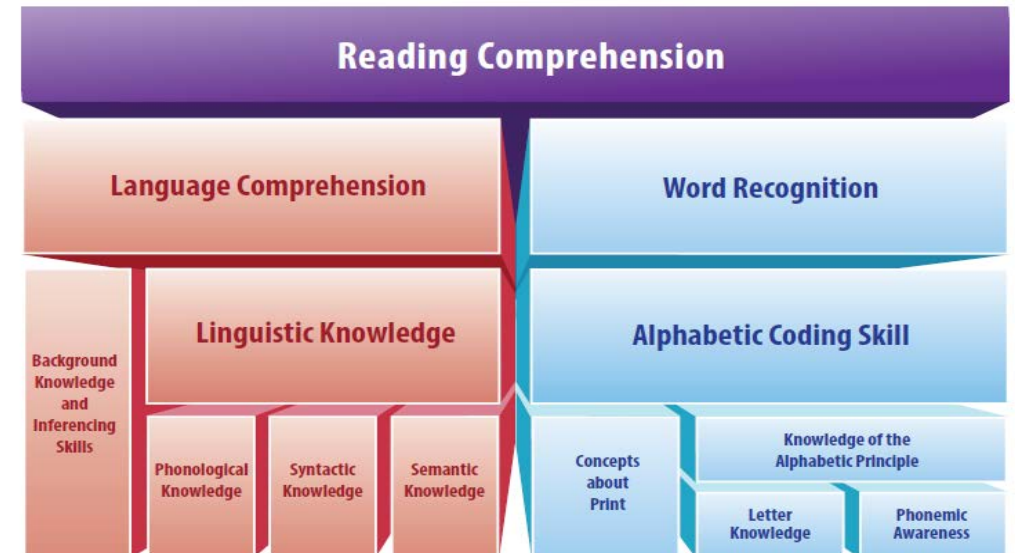 Reading Comprehension
Language Comprehension
Word Recognition
Background
Knowledge
and
Inferencing
Skills
Linguistic Knowledge
Alphabetic Coding Skill
Phonological
Knowledge
Syntactic
Knowledge
Semantic
Knowledge
Concepts
about
Print
Knowledge of the
Alphabetic Principle
Letter
Knowledge
Phonemic
Awareness